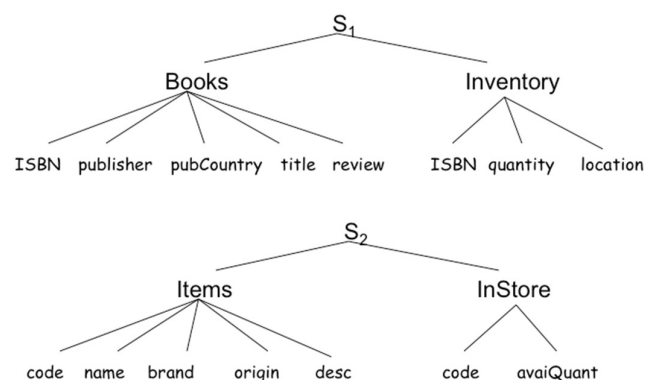 S₁
Books Inventory
ISBN publisher pubCountry title review ISBN quantity location
S₂
Items InStore
code name brand origin desc code avaiQuant